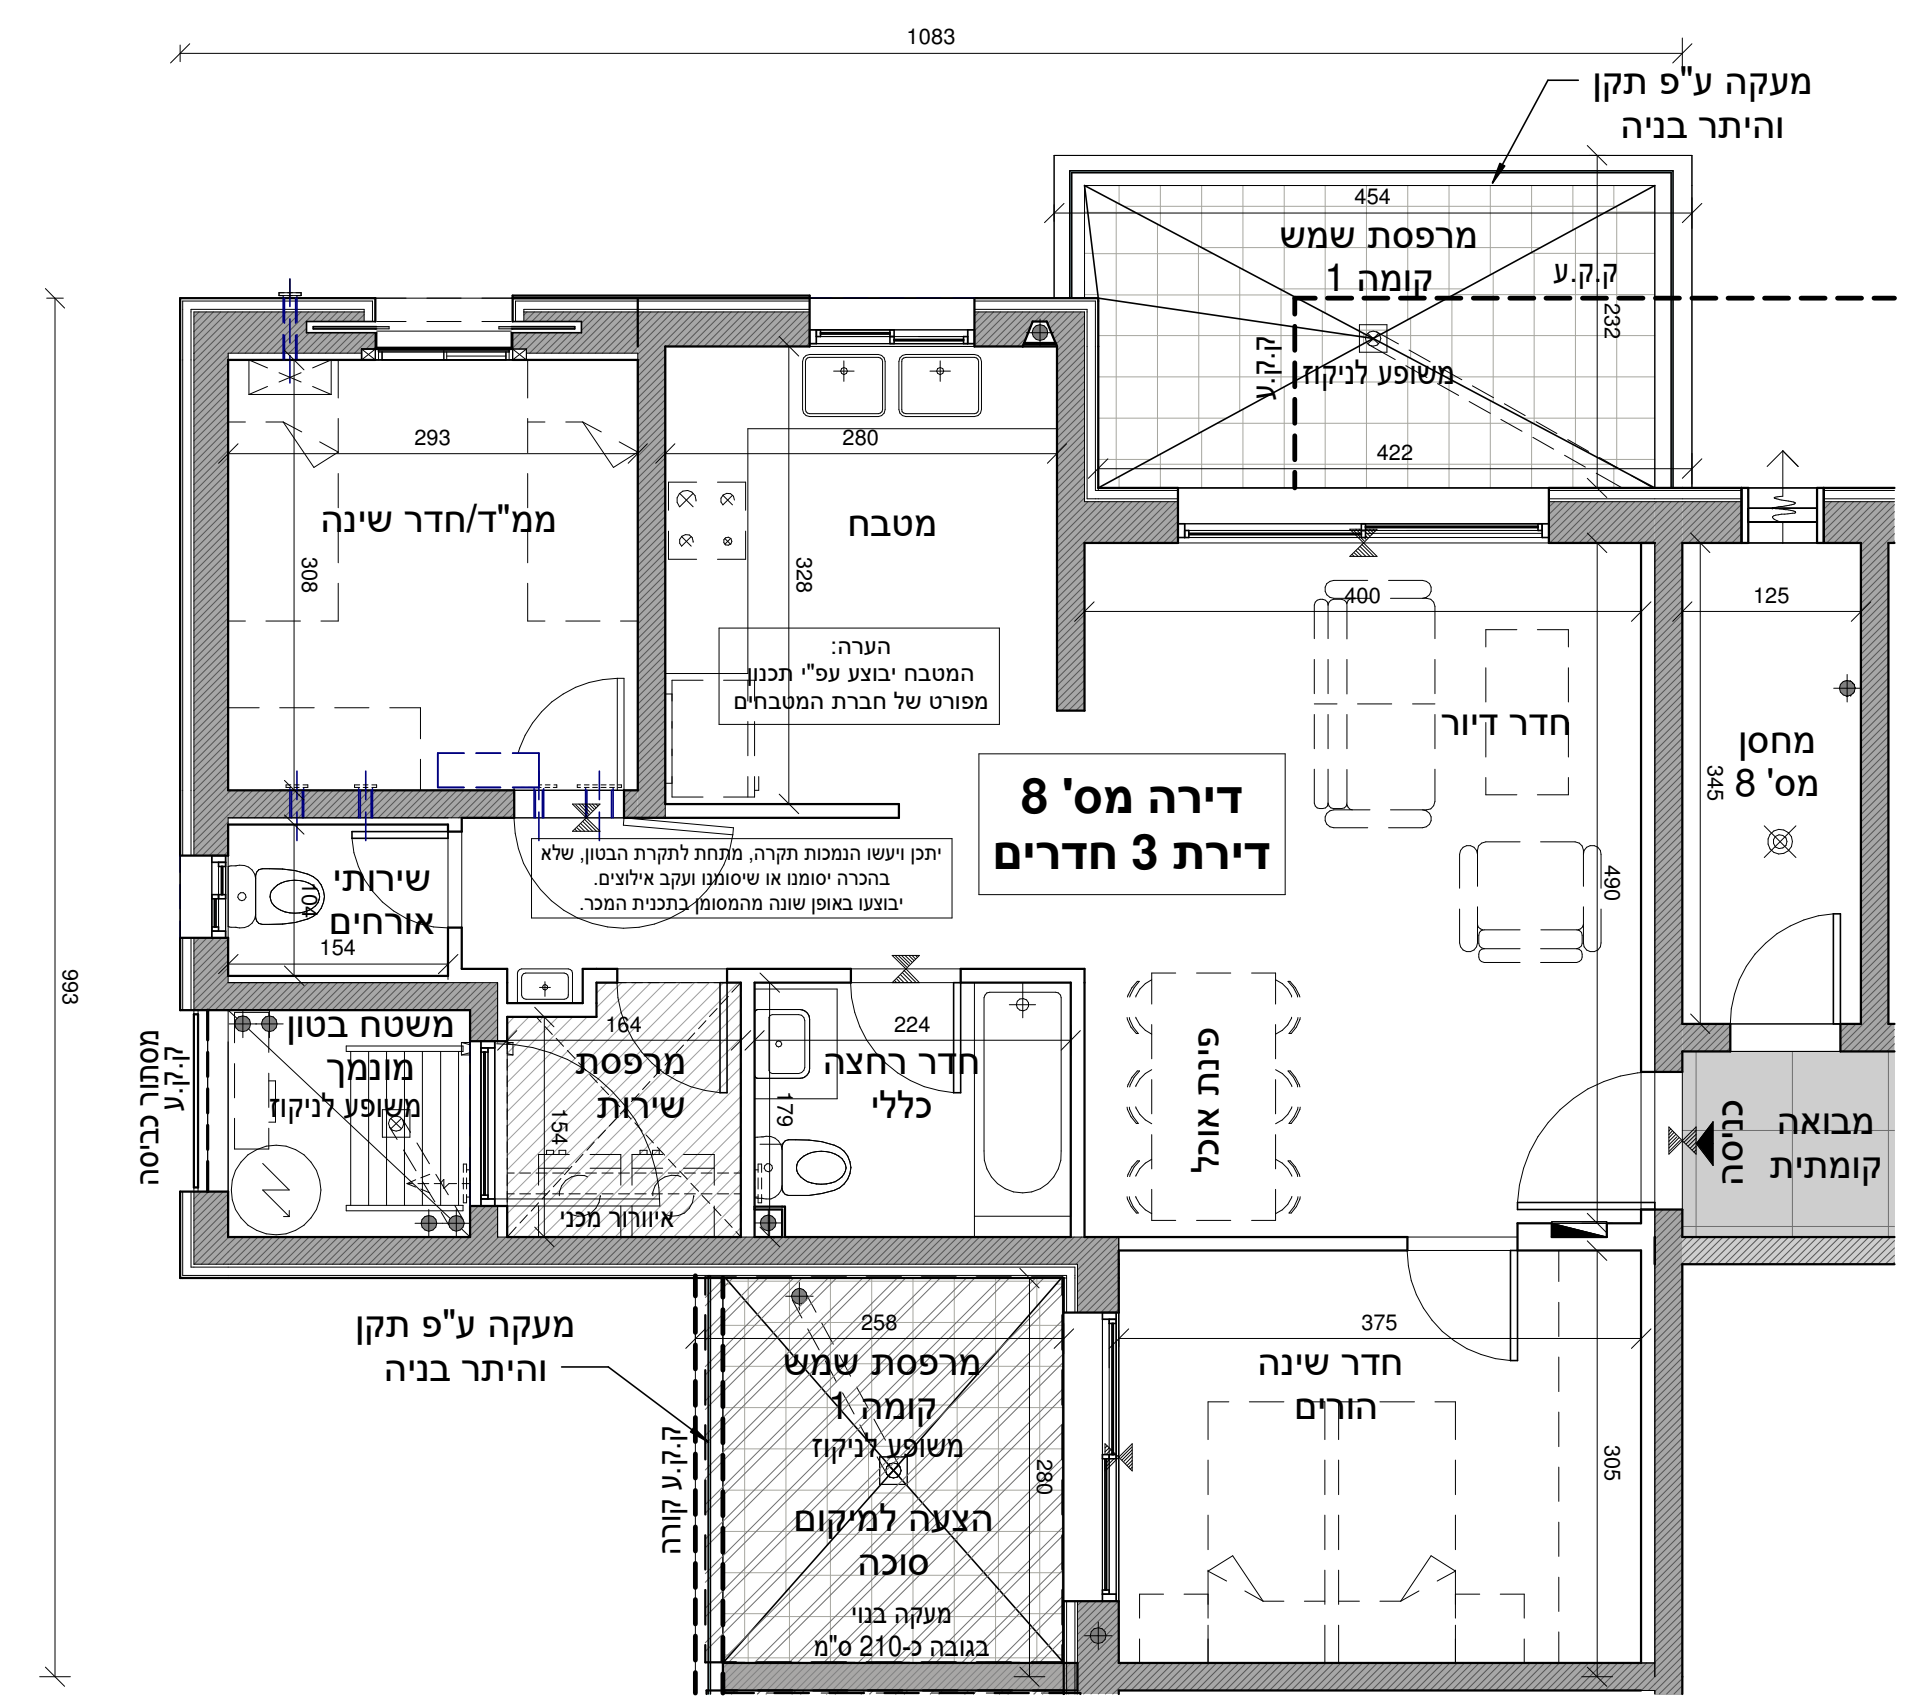 1083
מעקה ע"פ תקן
והיתר בניה
454
מרפסת שמש
קומה 1
ק.ק.ע
232
ק.ק.ע
משופע לניקוז
422
293
280
ממ"ד/חדר שינה
מטבח
308
328
400
125
הערה:
המטבח יבוצע עפ"י תכנון
מפורט של חברת המטבחים
חדר דיור
מחסן
מס' 8
345
דירה מס' 8
דירת 3 חדרים
יתכן ויעשו הנמכות תקרה, מתחת לתקרת הבטון, שלא
בהכרה יסומנו או שיסומנו ועקב אילוצים.
יבוצעו באופן שונה מהמסומן בתכנית המכר.
שירותי
אורחים
104
154
490
993
משטח בטון
מונמך
משופע לניקוז
מסתור כביסה
ק.ק.ע
164
מרפסת
שירות
154
איוורור מכני
224
חדר רחצה
כללי
179
פינת אוכל
כניסה
מבואה
קומתית
מעקה ע"פ תקן
והיתר בניה
258
מרפסת שמש
קומה 1
משופע לניקוז
280
ק.ק.ע קורה
הצעה למיקום
סוכה
מעקה בנוי
בגובה כ-210 ס"מ
375
חדר שינה
הורים
305